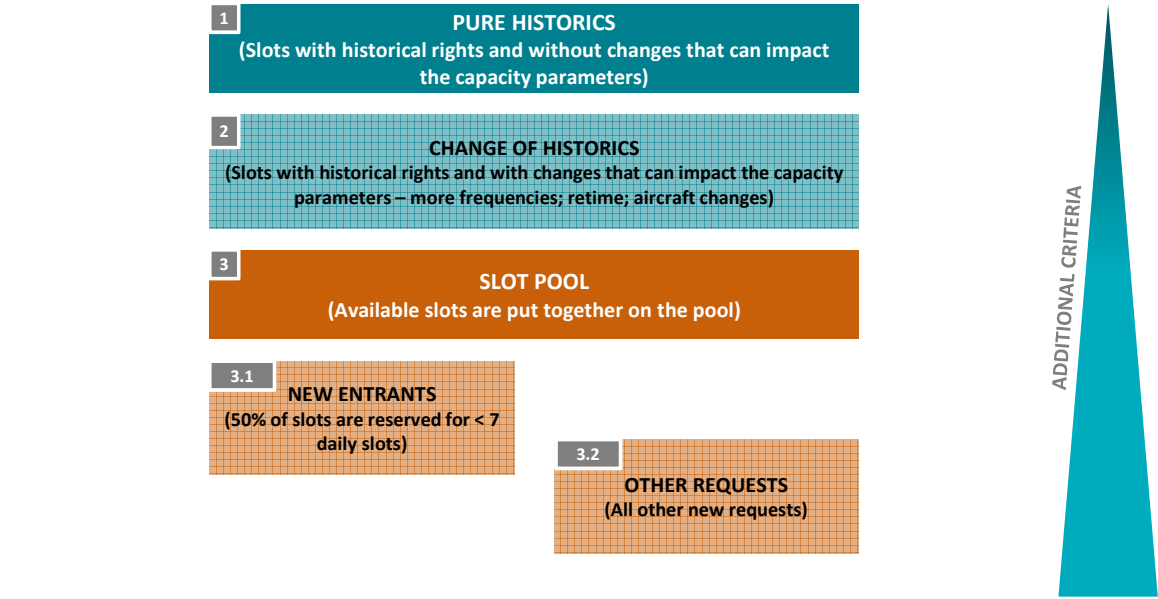 1
PURE HISTORICS
(Slots with historical rights and without changes that can impact
the capacity parameters)
2
CHANGE OF HISTORICS
(Slots with historical rights and with changes that can impact the capacity
parameters – more frequencies; retime; aircraft changes)
3
SLOT POOL
(Available slots are put together on the pool)
3.1
NEW ENTRANTS
(50% of slots are reserved for < 7
daily slots)
3.2
OTHER REQUESTS
(All other new requests)
ADDITIONAL CRITERIA